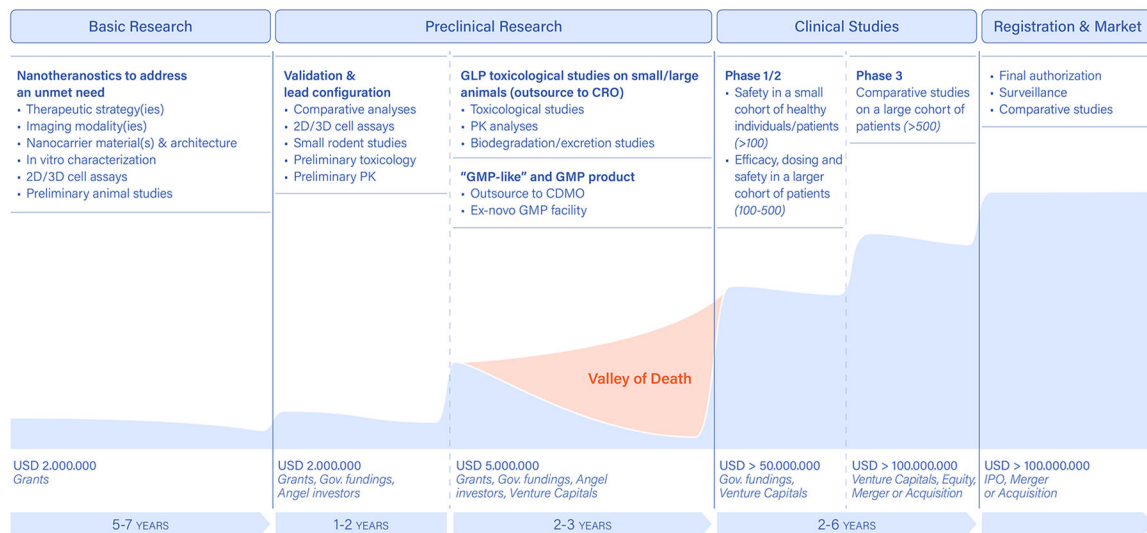 Basic Research
Preclinical Research
Clinical Studies
Registration & Market
Nanotheranostics to address
an unmet need
• Therapeutic strategy(ies)
• Imaging modality(ies)
• Nanocarrier material(s) & architecture
• In vitro characterization
• 2D/3D cell assays
• Preliminary animal studies
Validation &
lead configuration
• Comparative analyses
• 2D/3D cell assays
• Small rodent studies
• Preliminary toxicology
• Preliminary PK
GLP toxicological studies on small/large
animals (outsource to CRO)
• Toxicological studies
• PK analyses
• Biodegradation/excretion studies
"GMP-like" and GMP product
• Outsource to CDMO
• Ex-novo GMP facility
Phase 1/2
• Safety in a small
cohort of healthy
individuals/patients
(>100)
• Efficacy, dosing and
safety in a larger
cohort of patients
(100-500)
Phase 3
Comparative studies
on a large cohort of
patients (>500)
• Final authorization
• Surveillance
• Comparative studies
Valley of Death
USD 2.000.000
Grants
USD 2.000.000
Grants, Gov. fundings,
Angel investors
USD 5.000.000
Grants, Gov. fundings, Angel
investors, Venture Capitals
USD > 50.000.000
Gov. fundings,
Venture Capitals
USD > 100.000.000
Venture Capitals, Equity,
Merger or Acquisition
USD > 100.000.000
IPO, Merger
or Acquisition
5-7 YEARS
1-2 YEARS
2-3 YEARS
2-6 YEARS